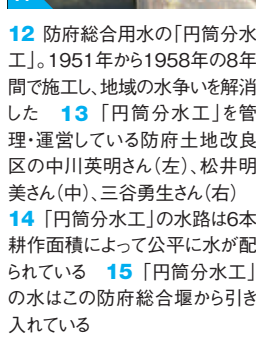 12 防府総合用水の「円筒分水
工」。1951年から1958年の8年
間で施工し、地域の水争いを解消
した 13 「円筒分水工」を管
理・運営している防府土地改良
区の中川英明さん(左)、松井明
美さん(中)、三谷勇生さん(右)
14 「円筒分水工」の水路は6本
耕作面積によって公平に水が配
られている 15 「円筒分水工」
の水はこの防府総合堰から引き
入れている